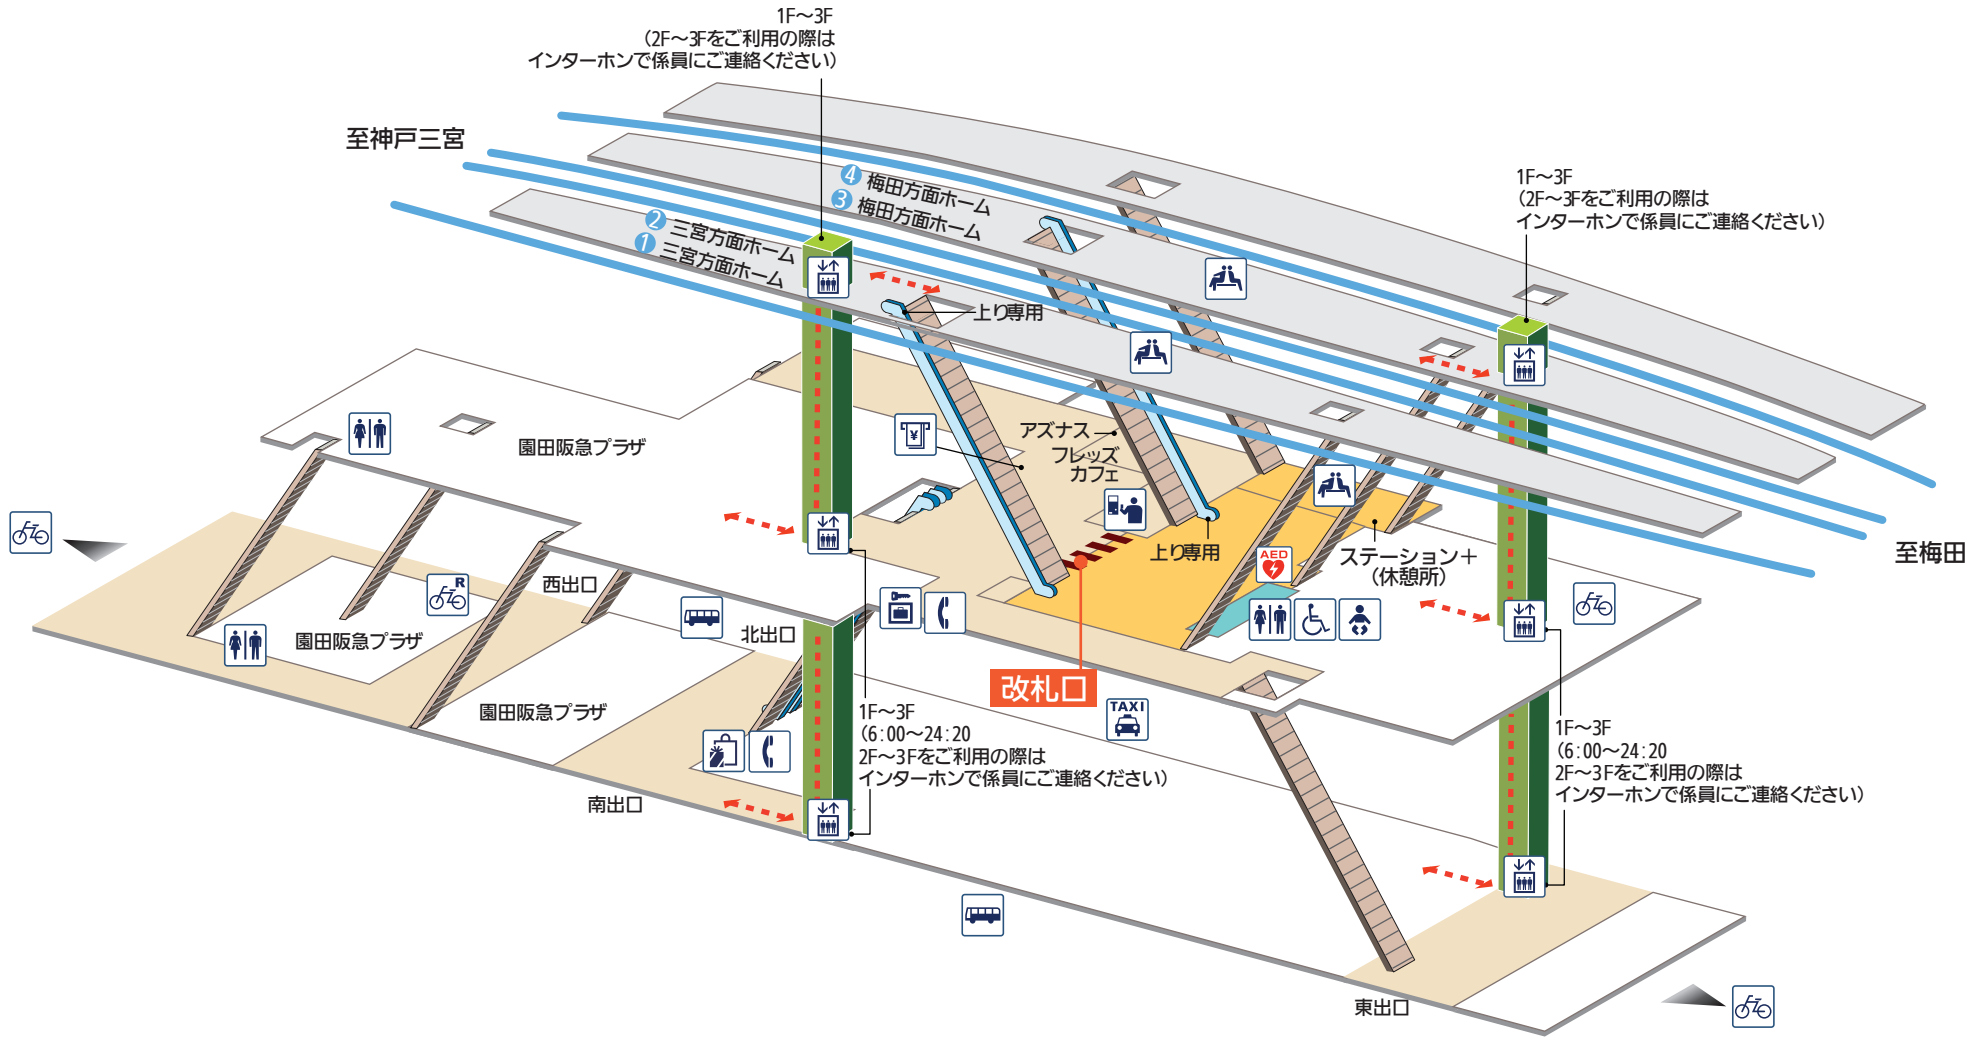 1F～3F
（2F～3Fをご利用の際は
インターホンで係員にご連絡ください）
至神戸三宮
1F～3F
（2F～3Fをご利用の際は
インターホンで係員にご連絡ください）
4 梅田方面ホーム
3 梅田方面ホーム
2 三宮方面ホーム
1 三宮方面ホーム
上り専用
園田阪急プラザ
¥
アズナス
フレッズ
カフェ
上り専用
AED
ステーション＋
（休憩所）
至梅田
西出口
R
園田阪急プラザ
北出口
改札口
TAXI
園田阪急プラザ
1F～3F
（6:00～24:20
2F～3Fをご利用の際は
インターホンで係員にご連絡ください）
1F～3F
（6:00～24:20
2F～3Fをご利用の際は
インターホンで係員にご連絡ください）
南出口
東出口